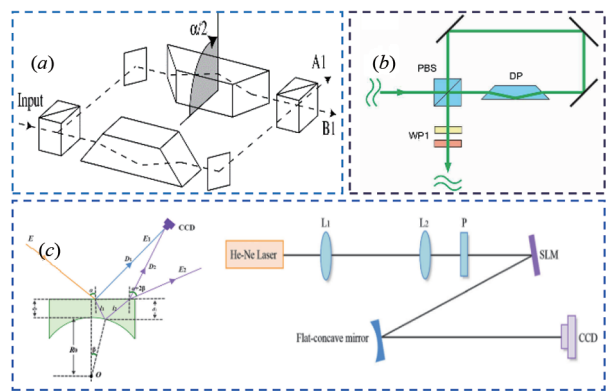 (a)
α/2
A1
Input
B1
(b)
PBS
DP
WP1
(c)
CCD
E
E₁
D₁
D₂
E₂
α
α+2β
R₀
O
He-Ne Laser
L₁
L₂
P
SLM
Flat-concave mirror
CCD